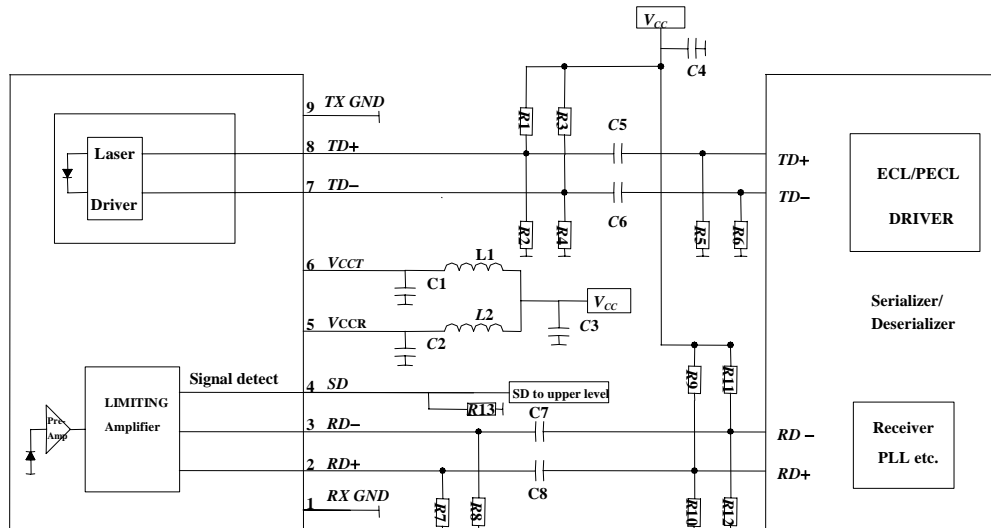 VCC
C4
9 TX GND
R1
R3
C5
Laser
Driver
8 TD+
TD+
ECL/PECL
DRIVER
7 TD−
TD−
C6
R2
R4
R5
R6
6 VCCT
L1
C1
VCC
Serializer/
Deserializer
5 VCCR
L2
C3
C2
R9
R11
Signal detect
4 SD
SD to upper level
LIMITING
Amplifier
R13
C7
Pre-
Amp
3 RD−
RD −
Receiver
PLL etc.
2 RD+
RD+
C8
1 RX GND
R7
R8
R10
R12